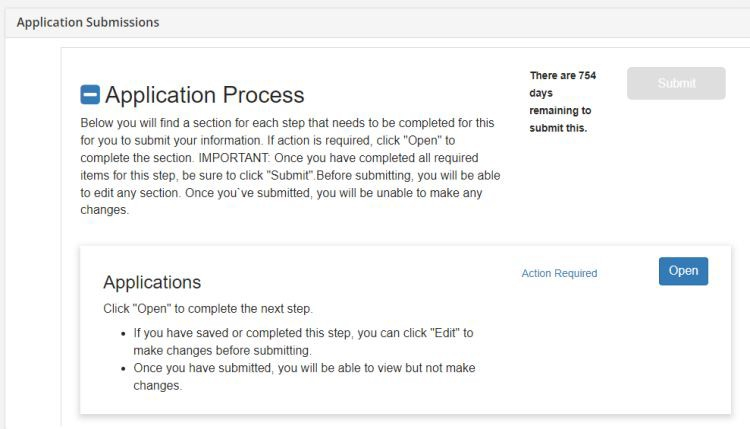 Application Submissions
Application Process
Below you will find a section for each step that needs to be completed for this
for you to submit your information. If action is required, click "Open" to
complete the section. IMPORTANT: Once you have completed all required
items for this step, be sure to click "Submit".Before submitting, you will be able
to edit any section. Once you`ve submitted, you will be unable to make any
changes.
There are 754
days
remaining to
submit this.
Submit
Applications
Action Required
Open
Click "Open" to complete the next step.
If you have saved or completed this step, you can click "Edit" to
make changes before submitting.
Once you have submitted, you will be able to view but not make
changes.